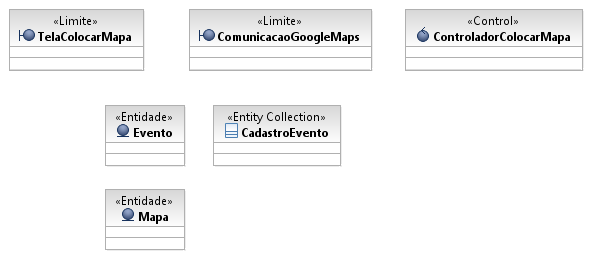 «Limite»
TelaColocarMapa
«Limite»
ComunicacaoGoogleMaps
«Control»
ControladorColocarMapa
«Entidade»
Evento
«Entity Collection»
CadastroEvento
«Entidade»
Mapa